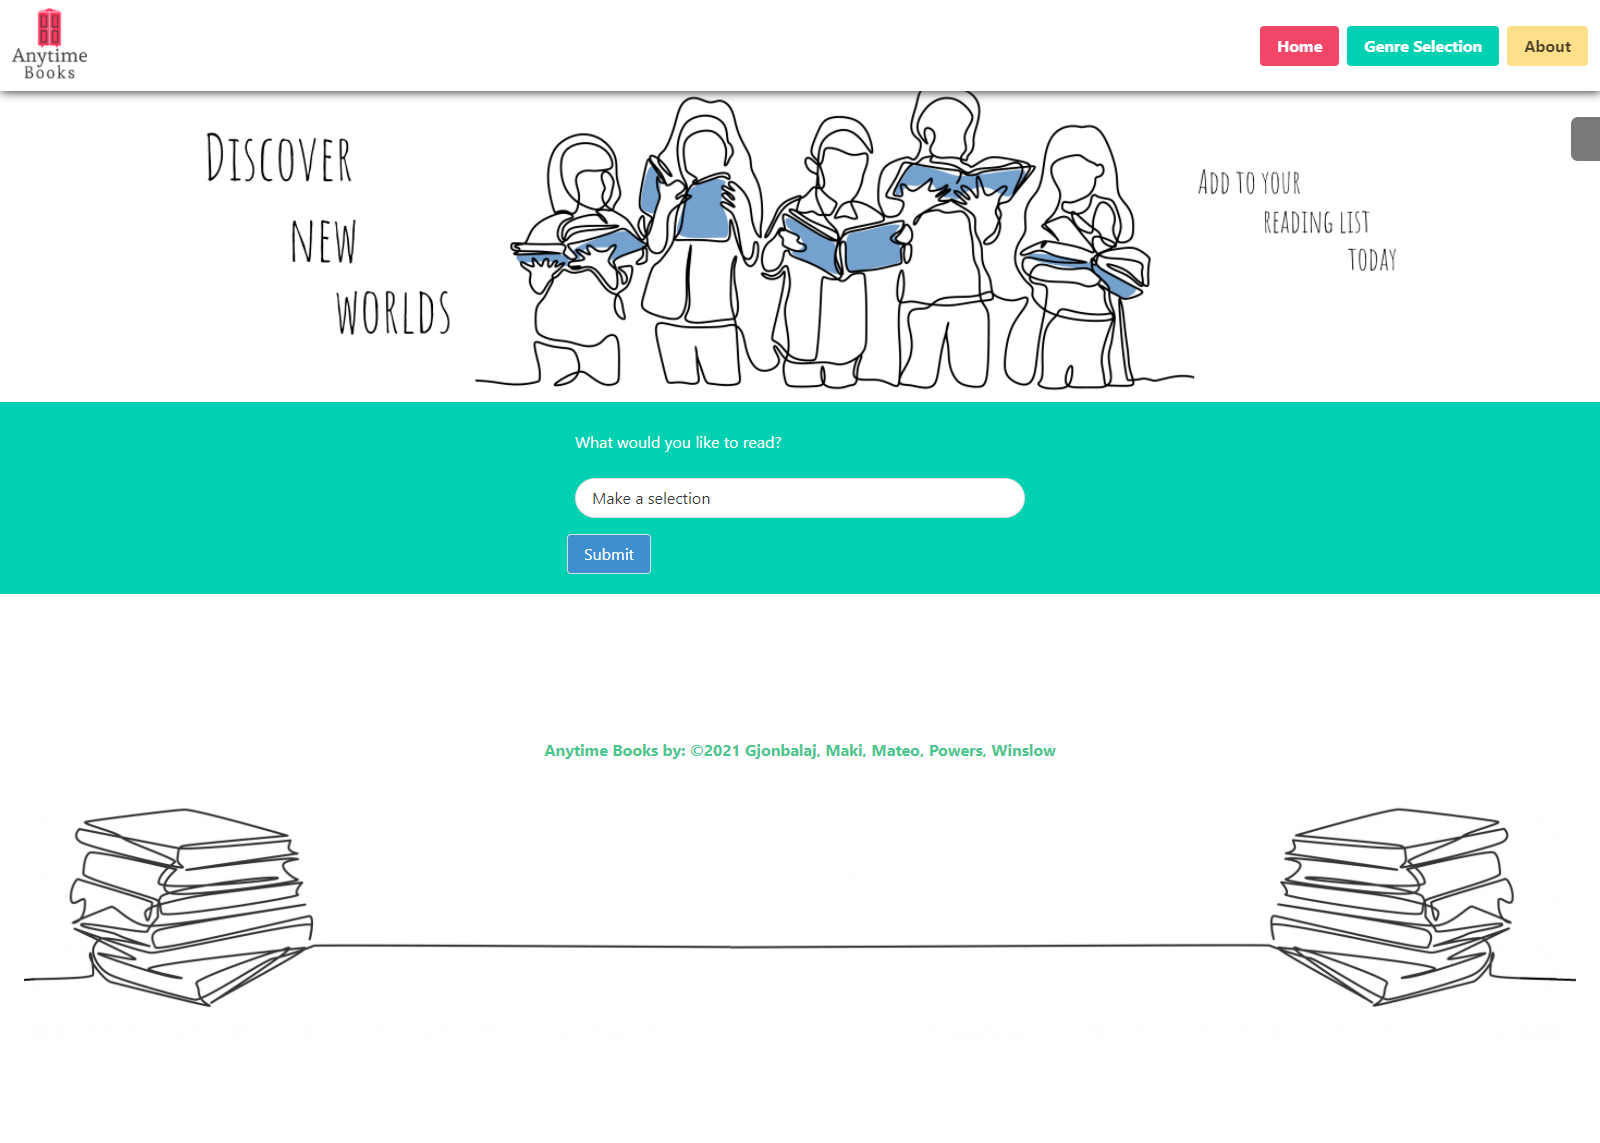 Anytime
Books
Home
Genre Selection
About
Discover
new
worlds
Add to your
reading list
today
What would you like to read?
Make a selection
Submit
Anytime Books by: ©2021 Gjonbalaj, Maki, Mateo, Powers, Winslow